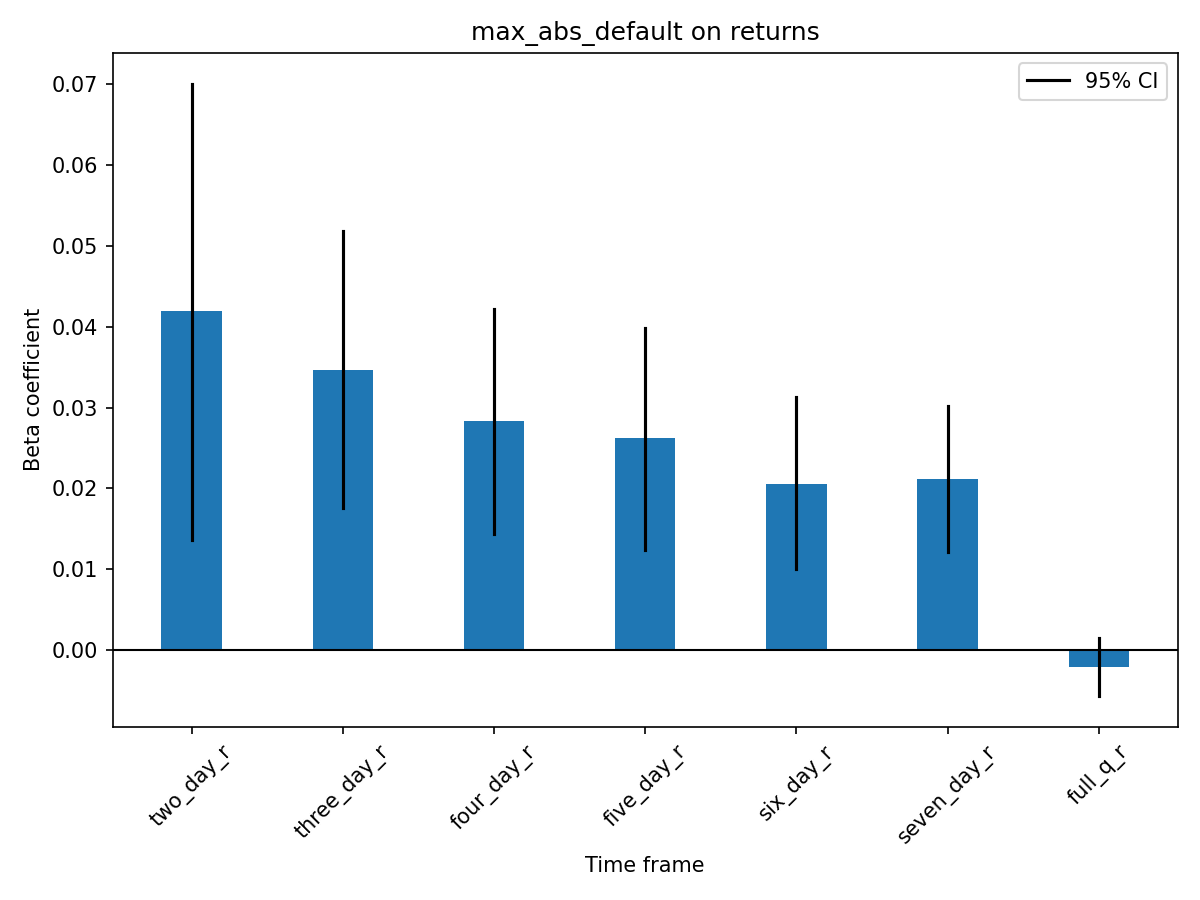 max_abs_default on returns
95% CI
Beta coefficient
0.07
0.06
0.05
0.04
0.03
0.02
0.01
0.00
two_day_r
three_day_r
four_day_r
five_day_r
six_day_r
seven_day_r
full_q_r
Time frame